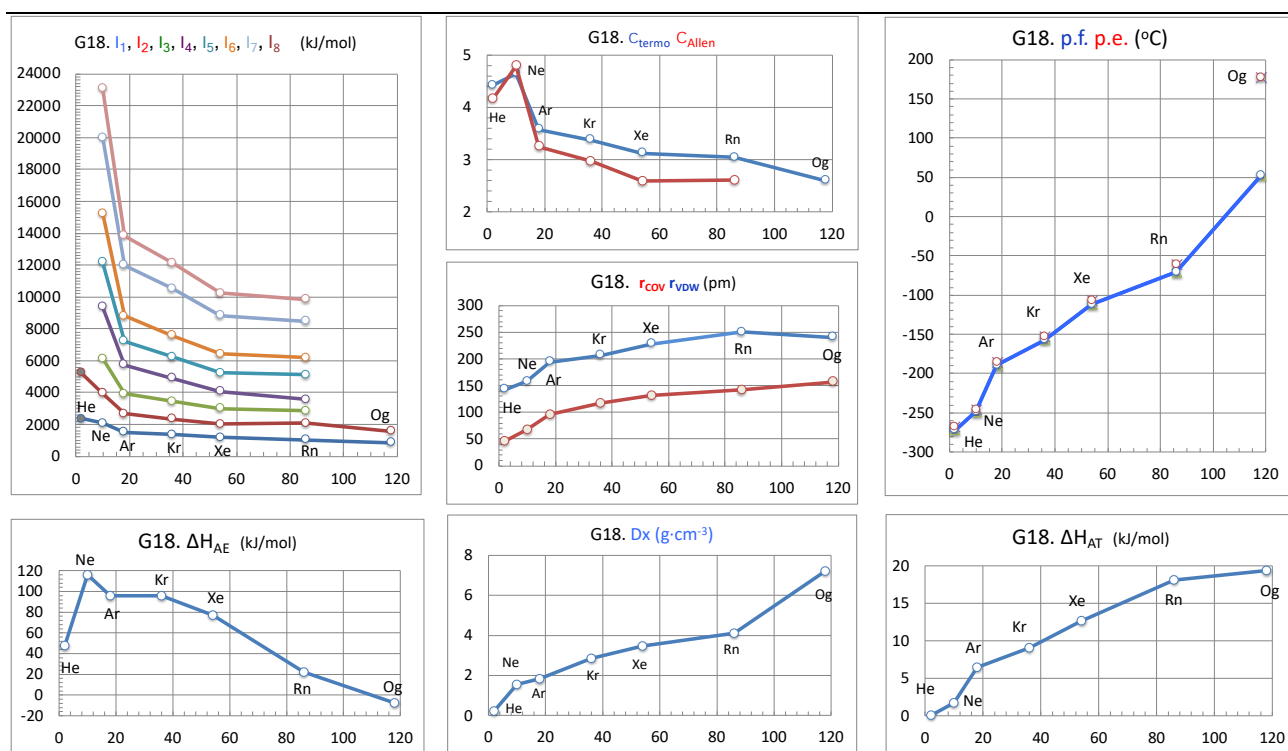 G18. I1, I2, I3, I4, I5, I6, I7, I8 (kJ/mol)
24000
22000
20000
18000
16000
14000
12000
10000
8000
6000
4000
2000
0
He
Ne
Ar
Kr
Xe
Rn
Og
0 20 40 60 80 100 120
G18. Ctermo CAllen
5
4
3
2
He
Ne
Ar
Kr
Xe
Rn
Og
0 20 40 60 80 100 120
G18. rCOV rVDW (pm)
300
250
200
150
100
50
0
He
Ne
Ar
Kr
Xe
Rn
Og
0 20 40 60 80 100 120
G18. p.f. p.e. (ºC)
200
150
100
50
0
-50
-100
-150
-200
-250
-300
Og
Rn
Xe
Kr
Ar
Ne
He
0 20 40 60 80 100 120
G18. ΔHAE (kJ/mol)
120
100
80
60
40
20
0
-20
He
Ne
Ar
Kr
Xe
Rn
Og
0 20 40 60 80 100 120
G18. Dx (g·cm-3)
8
6
4
2
0
Ne
He
Ar
Kr
Xe
Rn
Og
0 20 40 60 80 100 120
G18. ΔHAT (kJ/mol)
20
15
10
5
0
He
Ne
Ar
Kr
Xe
Rn
Og
0 20 40 60 80 100 120